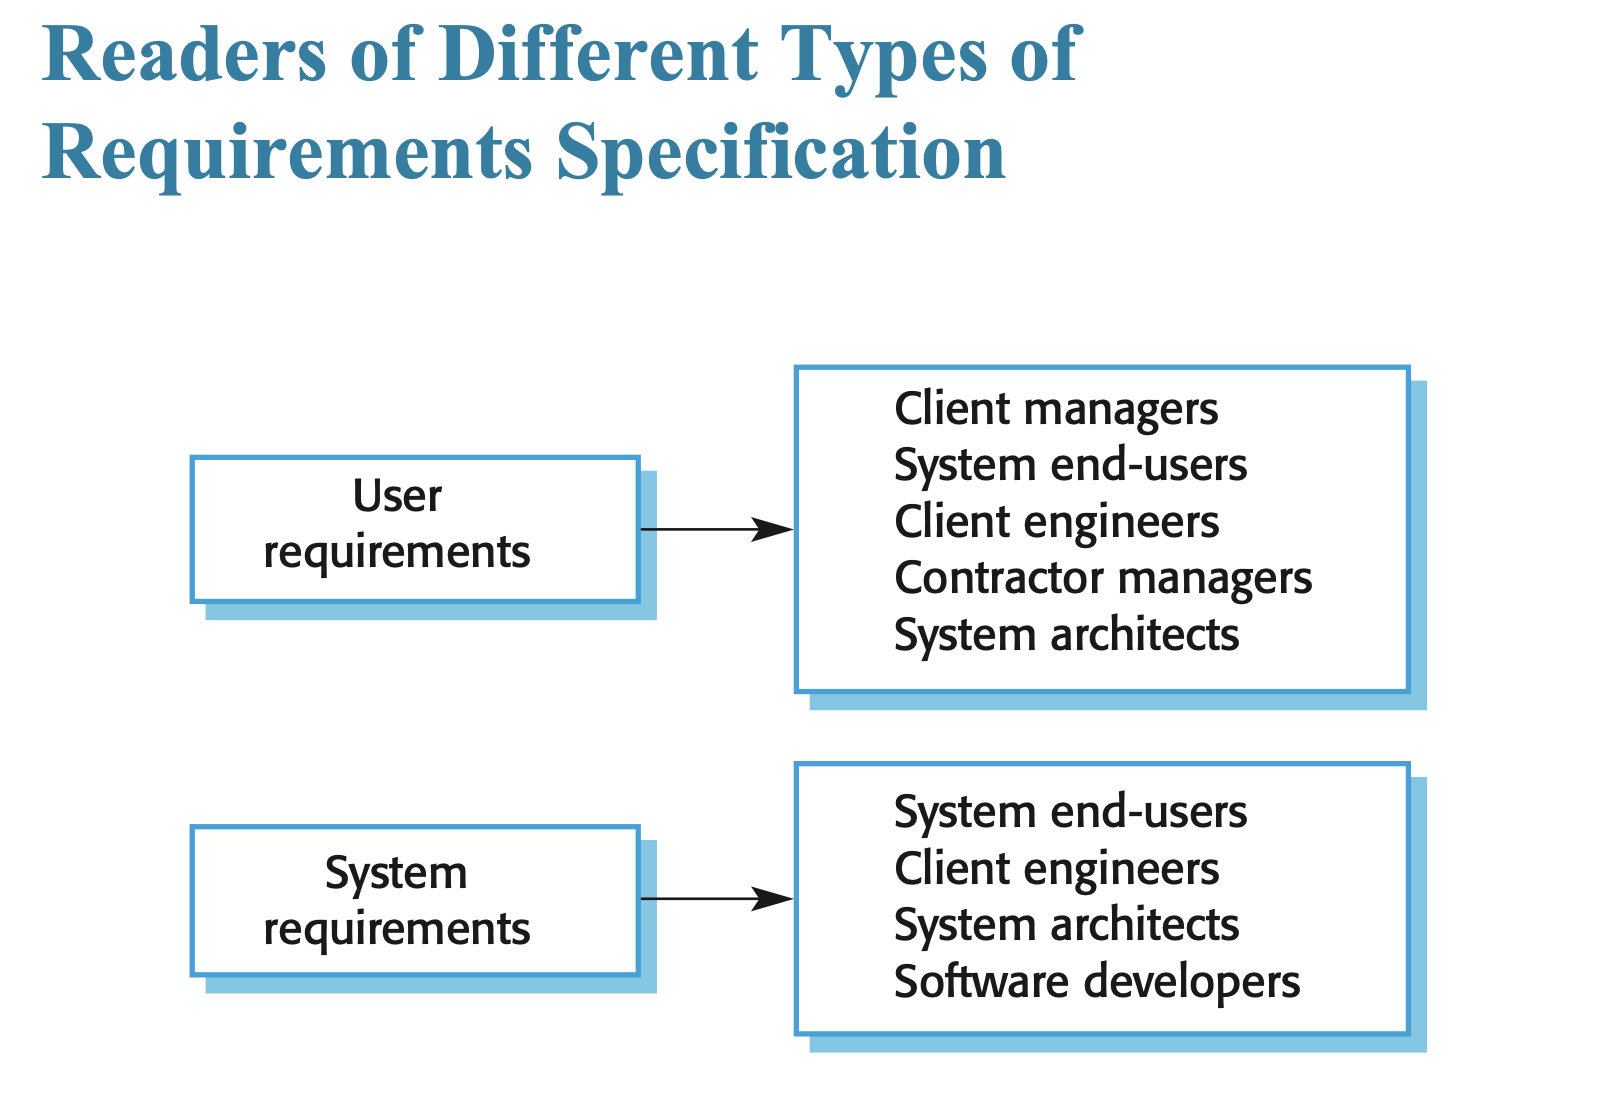 Readers of Different Types of
Requirements Specification
User
requirements
Client managers
System end-users
Client engineers
Contractor managers
System architects
System
requirements
System end-users
Client engineers
System architects
Software developers